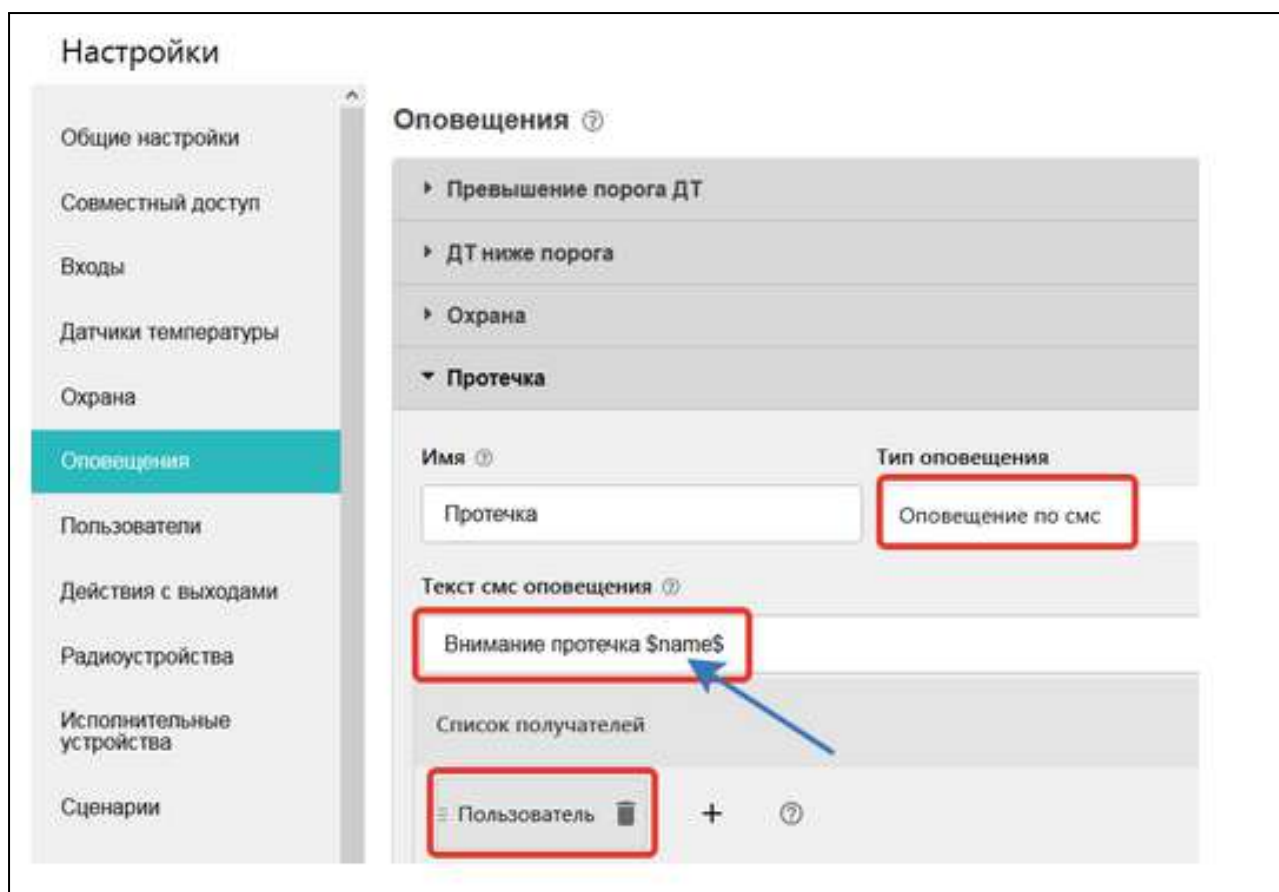 Настройки
Общие настройки
Совместный доступ
Входы
Датчики температуры
Охрана
Оповещения
Пользователи
Действия с выходами
Радиоустройства
Исполнительные
устройства
Сценарии
Оповещения ?
Превышение порога ДТ
ДТ ниже порога
Охрана
Протечка
Имя ?
Тип оповещения
Протечка
Оповещение по смс
Текст смс оповещения ?
Внимание протечка $name$
Список получателей
Пользователь + ?